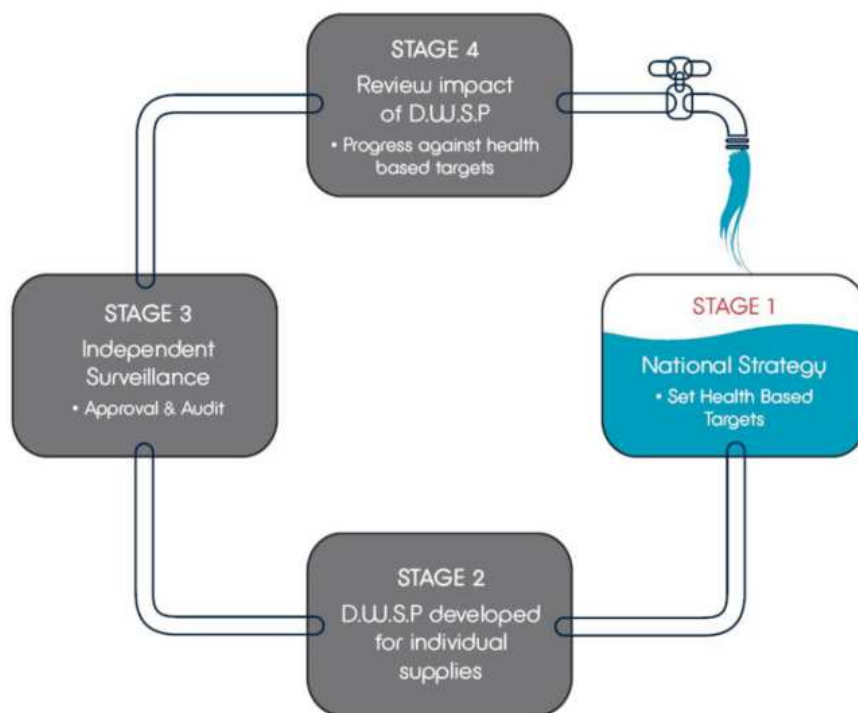 STAGE 4
Review impact
of D.W.S.P
• Progress against health
based targets
STAGE 3
Independent
Surveillance
• Approval & Audit
STAGE 1
National Strategy
• Set Health Based
Targets
STAGE 2
D.W.S.P developed
for individual
supplies